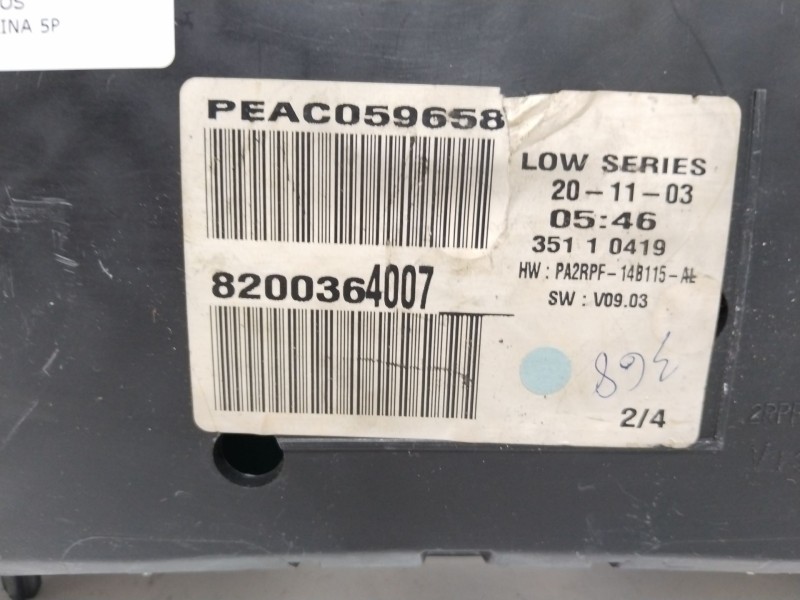 INA 5P
PEAC059658
LOW SERIES
20-11-03
05:46
351 1 0419
HW : PA2RPF-14B115-AL
SW : V09.03
8200364007
368
2/4